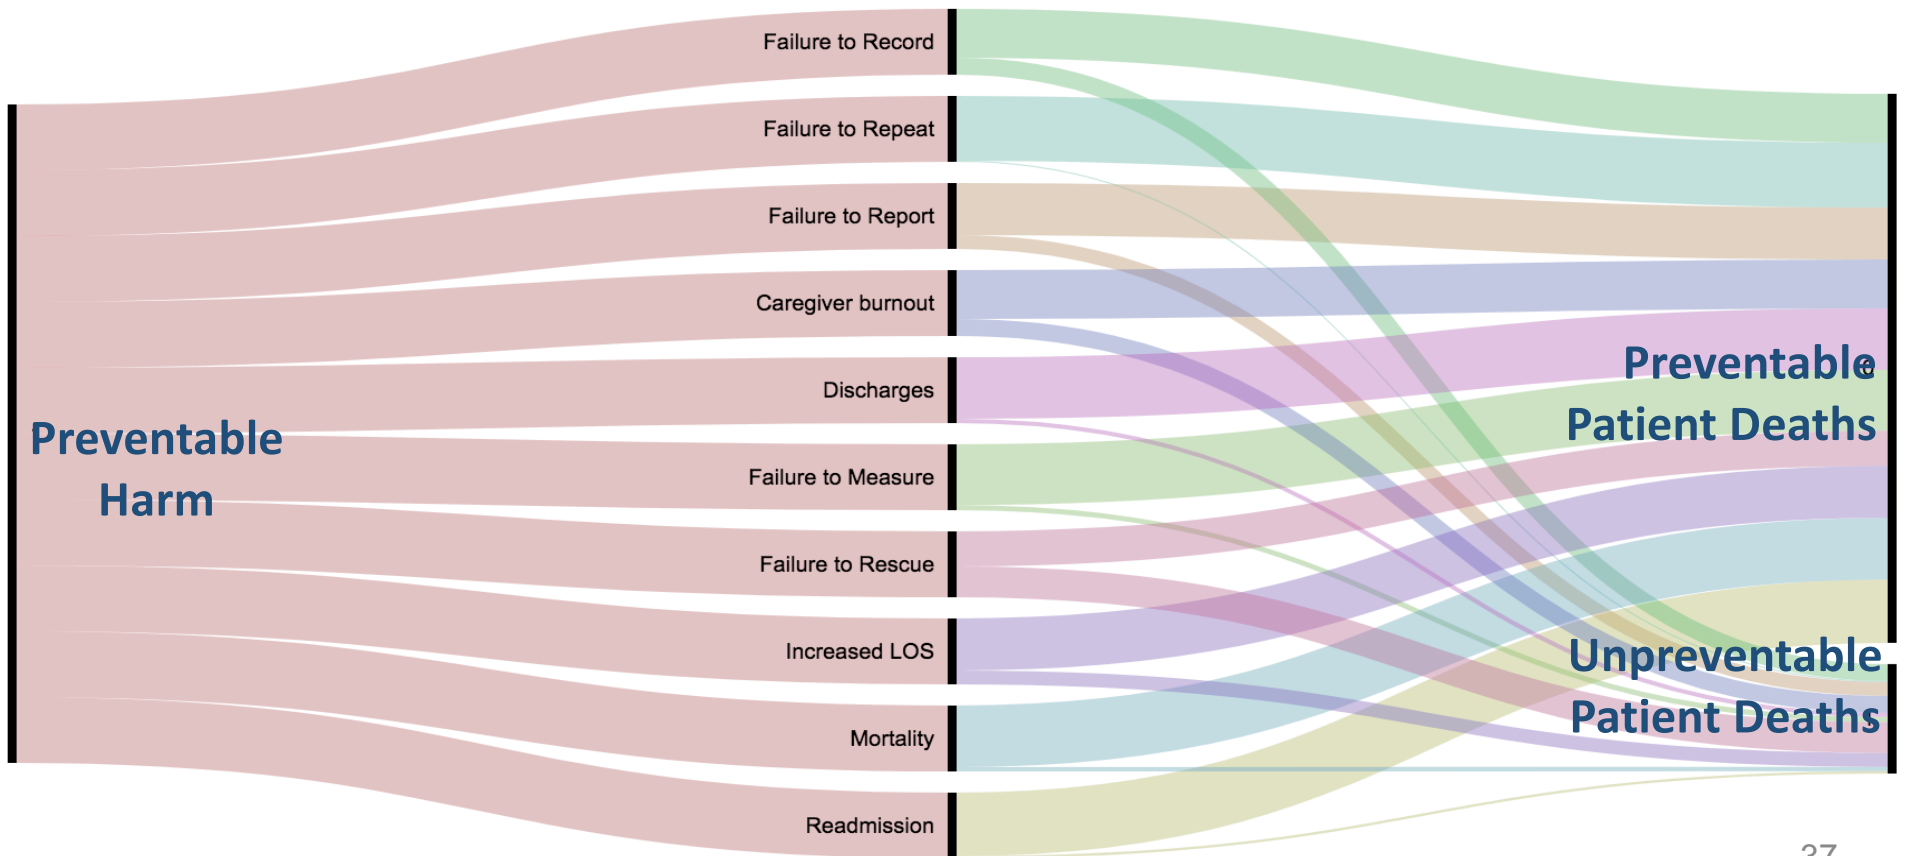 Failure to Record
Failure to Repeat
Failure to Report
Caregiver burnout
Discharges
Failure to Measure
Failure to Rescue
Increased LOS
Mortality
Readmission
Preventable
Harm
Preventable
Patient Deaths
Unpreventable
Patient Deaths
37